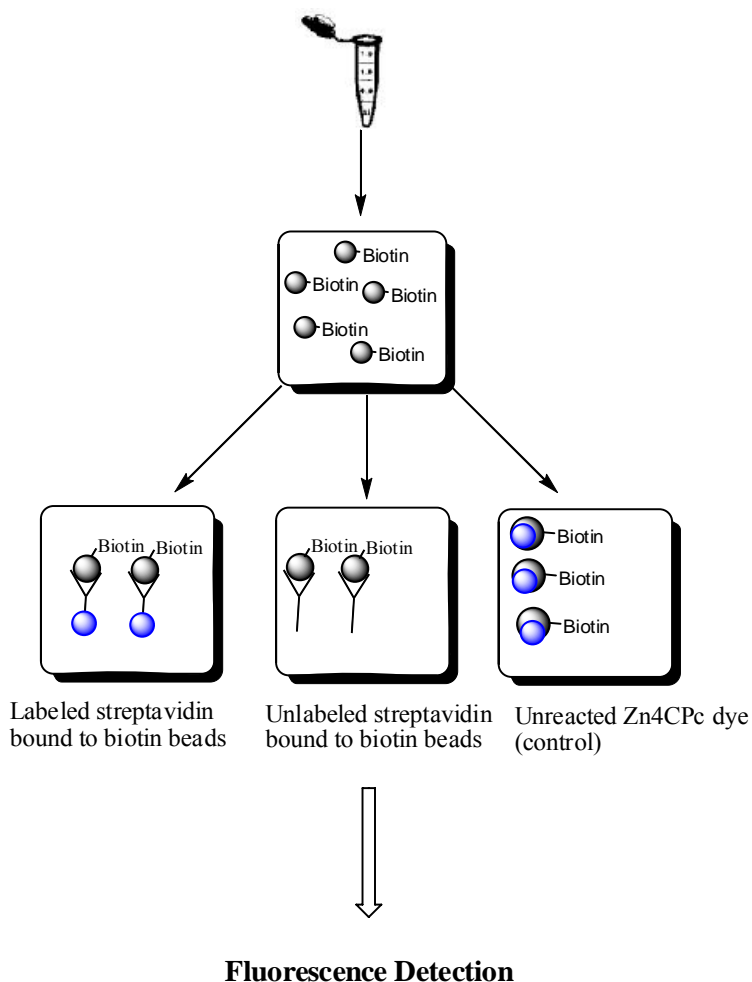 Biotin
Biotin
Biotin
Biotin
Biotin
Biotin Biotin
Biotin Biotin
Biotin
Biotin
Biotin
Labeled streptavidin
bound to biotin beads
Unlabeled streptavidin
bound to biotin beads
Unreacted Zn4CPc dye
(control)
Fluorescence Detection